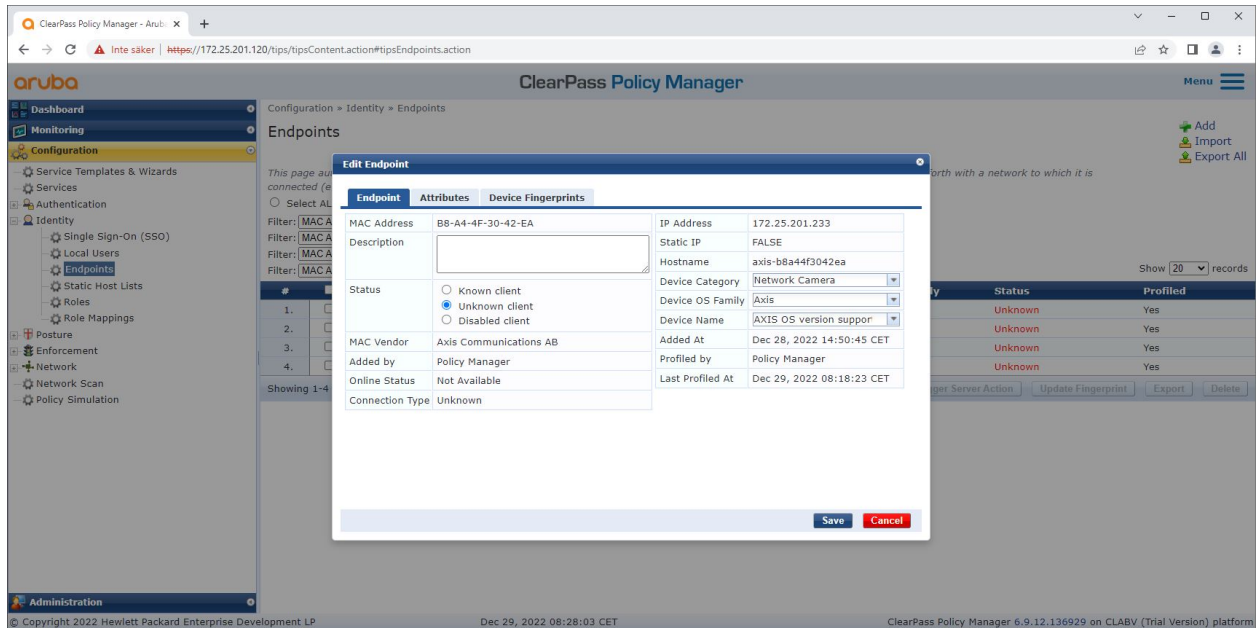 ClearPass Policy Manager - Arub
Inte säker | https://172.25.201.120/tips/tipsContent.action#tipsEndpoints.action
aruba
ClearPass Policy Manager
Menu
Dashboard
Monitoring
Configuration
Service Templates & Wizards
Services
Authentication
Identity
Single Sign-On (SSO)
Local Users
Endpoints
Static Host Lists
Roles
Role Mappings
Posture
Enforcement
Network
Network Scan
Policy Simulation
Administration
Configuration » Identity » Endpoints
Endpoints
Add
Import
Export All
This page forth with a network to which it is
connected (e
Select AL
Filter: MAC A
Filter: MAC A
Filter: MAC A
Filter: MAC A
Show 20 records
# Status Profiled
1. Unknown Yes
2. Unknown Yes
3. Unknown Yes
4. Unknown Yes
Showing 1-4 Server Action Update Fingerprint Export Delete
Edit Endpoint
Endpoint Attributes Device Fingerprints
MAC Address B8-A4-4F-30-42-EA
Description
Status
Known client
Unknown client
Disabled client
MAC Vendor Axis Communications AB
Added by Policy Manager
Online Status Not Available
Connection Type Unknown
IP Address 172.25.201.233
Static IP FALSE
Hostname axis-b8a44f3042ea
Device Category Network Camera
Device OS Family Axis
Device Name AXIS OS version suppor
Added At Dec 28, 2022 14:50:45 CET
Profiled by Policy Manager
Last Profiled At Dec 29, 2022 08:18:23 CET
Save Cancel
© Copyright 2022 Hewlett Packard Enterprise Development LP Dec 29, 2022 08:28:03 CET ClearPass Policy Manager 6.9.12.136929 on CLABV (Trial Version) platform